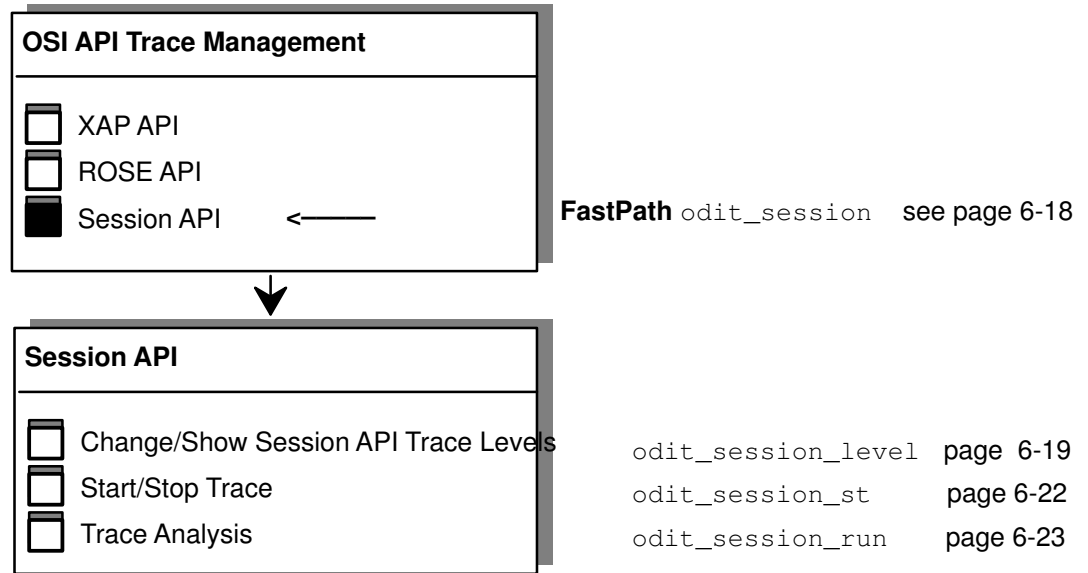 OSI API Trace Management
XAP API
ROSE API
Session API <——— FastPath odit_session see page 6-18
Session API
Change/Show Session API Trace Levels odit_session_level page 6-19
Start/Stop Trace odit_session_st page 6-22
Trace Analysis odit_session_run page 6-23